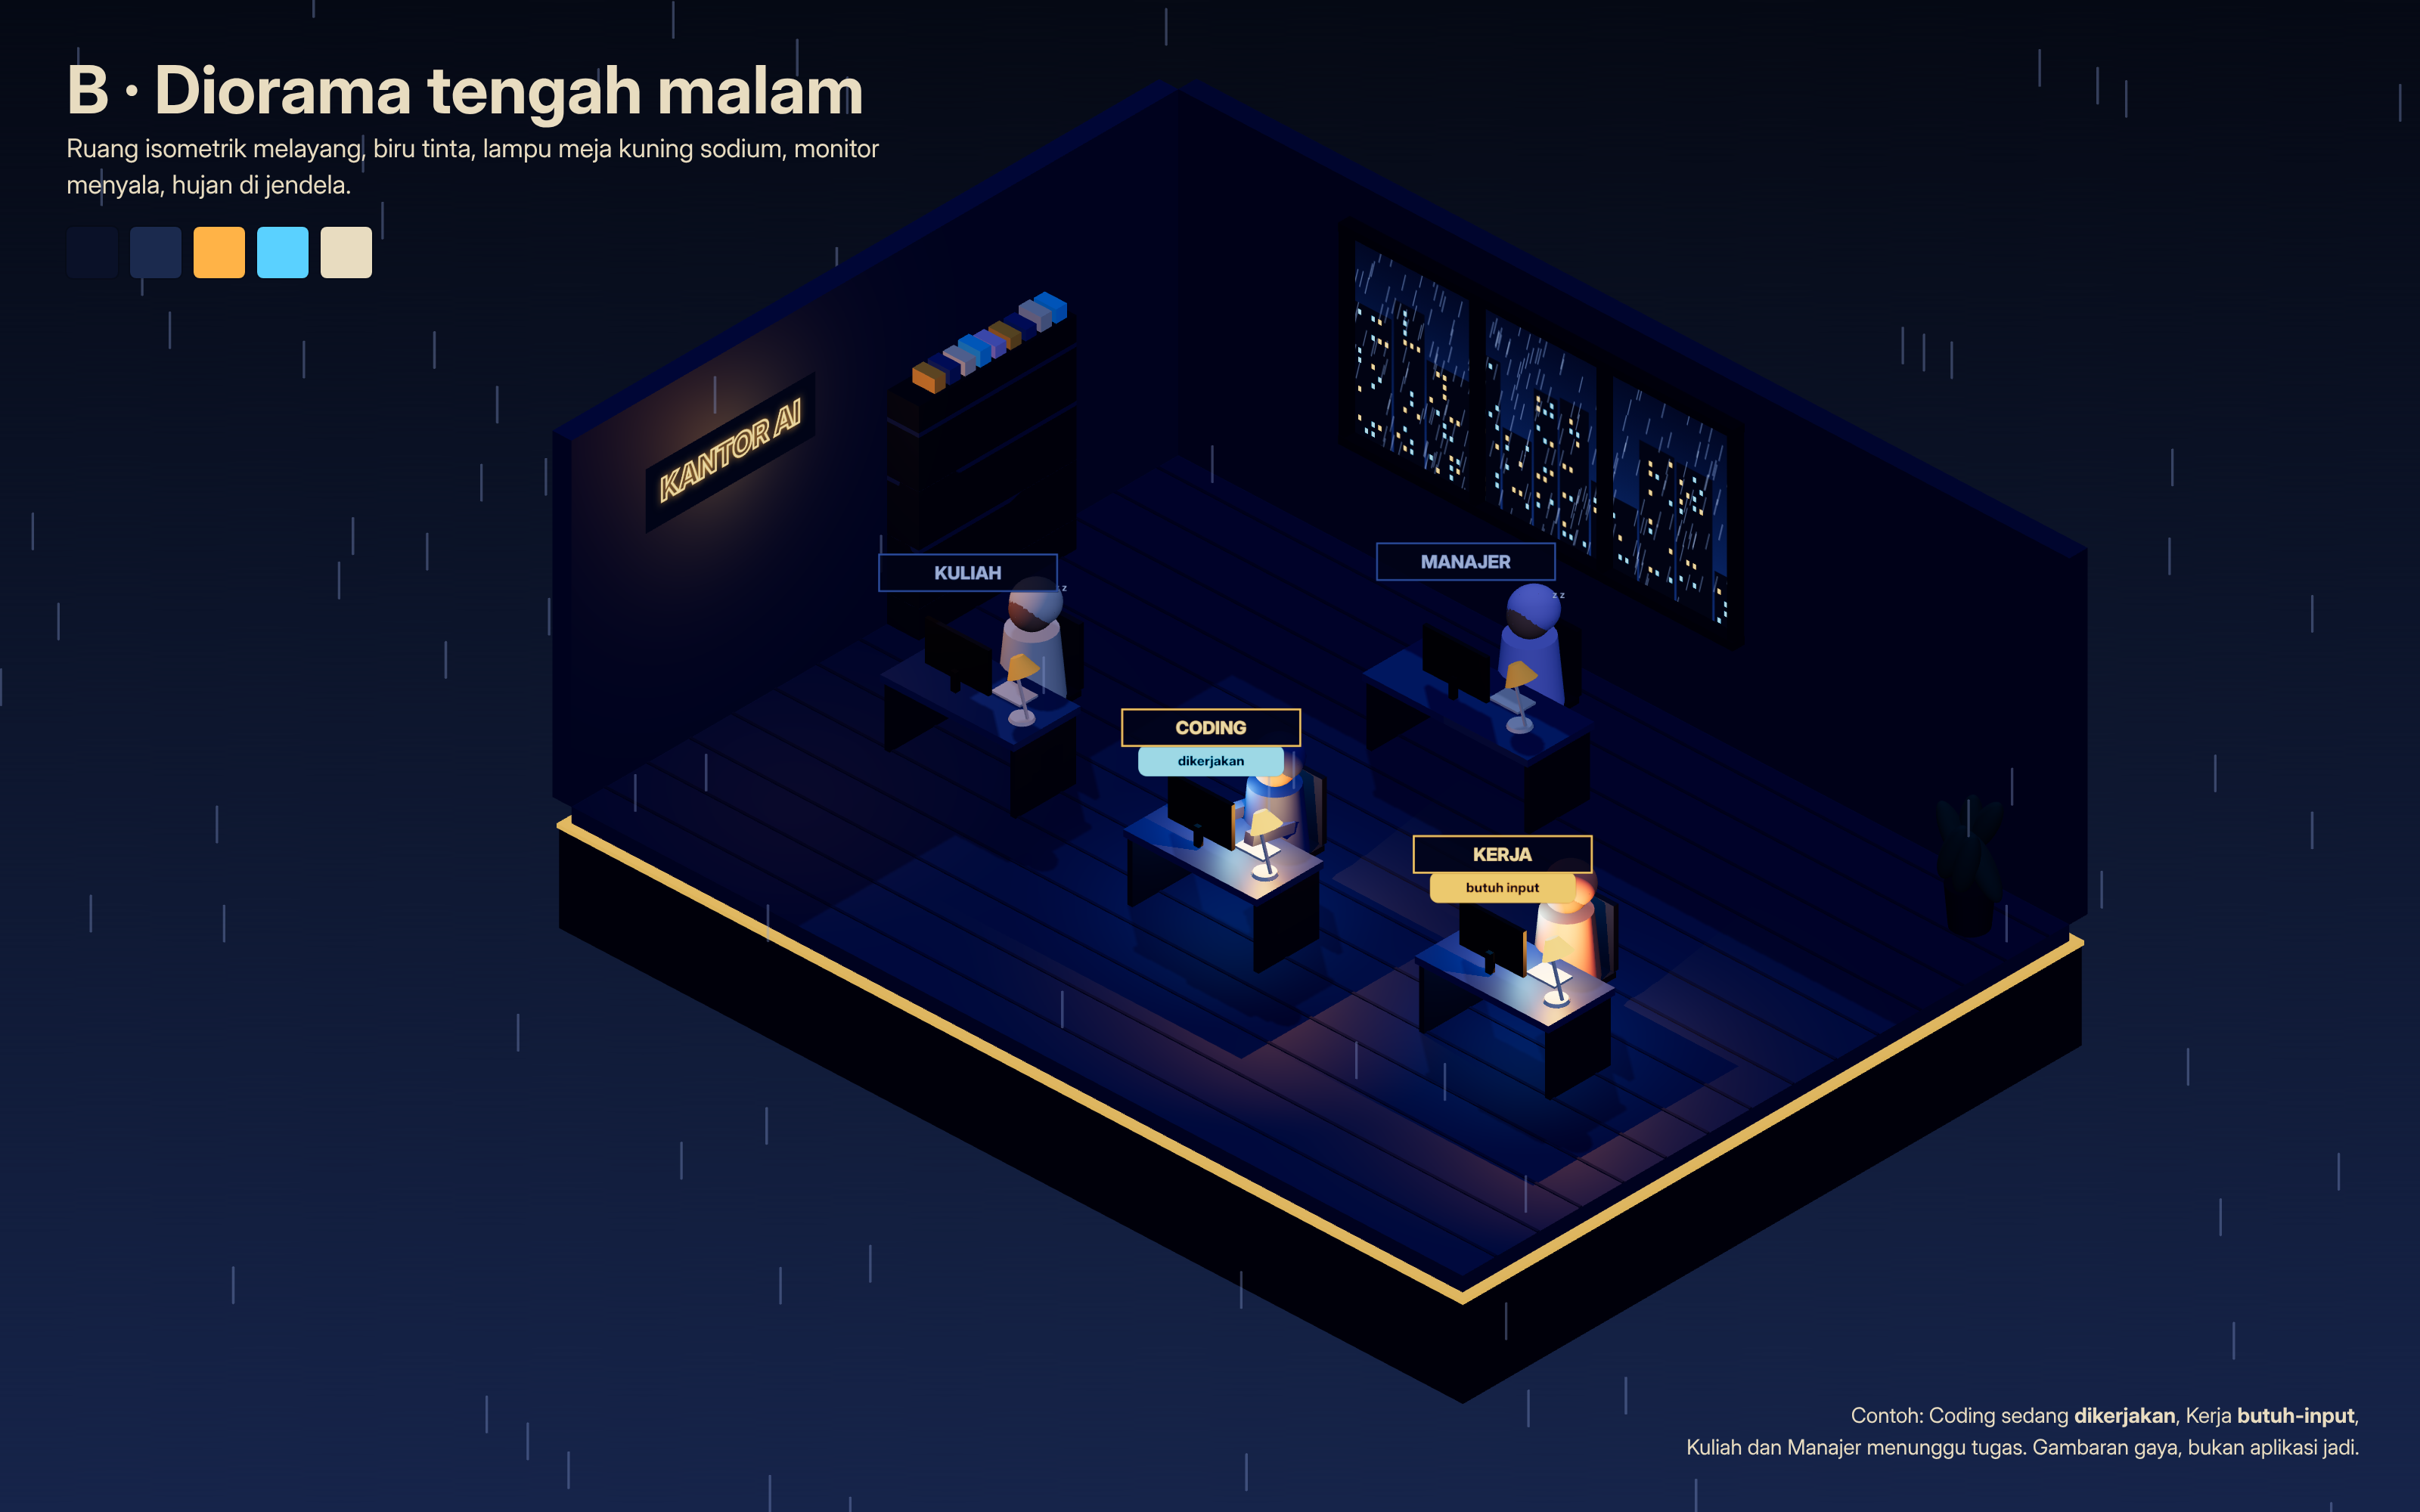 B · Diorama tengah malam
Ruang isometrik melayang, biru tinta, lampu meja kuning sodium, monitor
menyala, hujan di jendela.
KANTOR AI
KULIAH
z
MANAJER
z z
CODING
dikerjakan
KERJA
butuh input
Contoh: Coding sedang dikerjakan, Kerja butuh-input,
Kuliah dan Manajer menunggu tugas. Gambaran gaya, bukan aplikasi jadi.